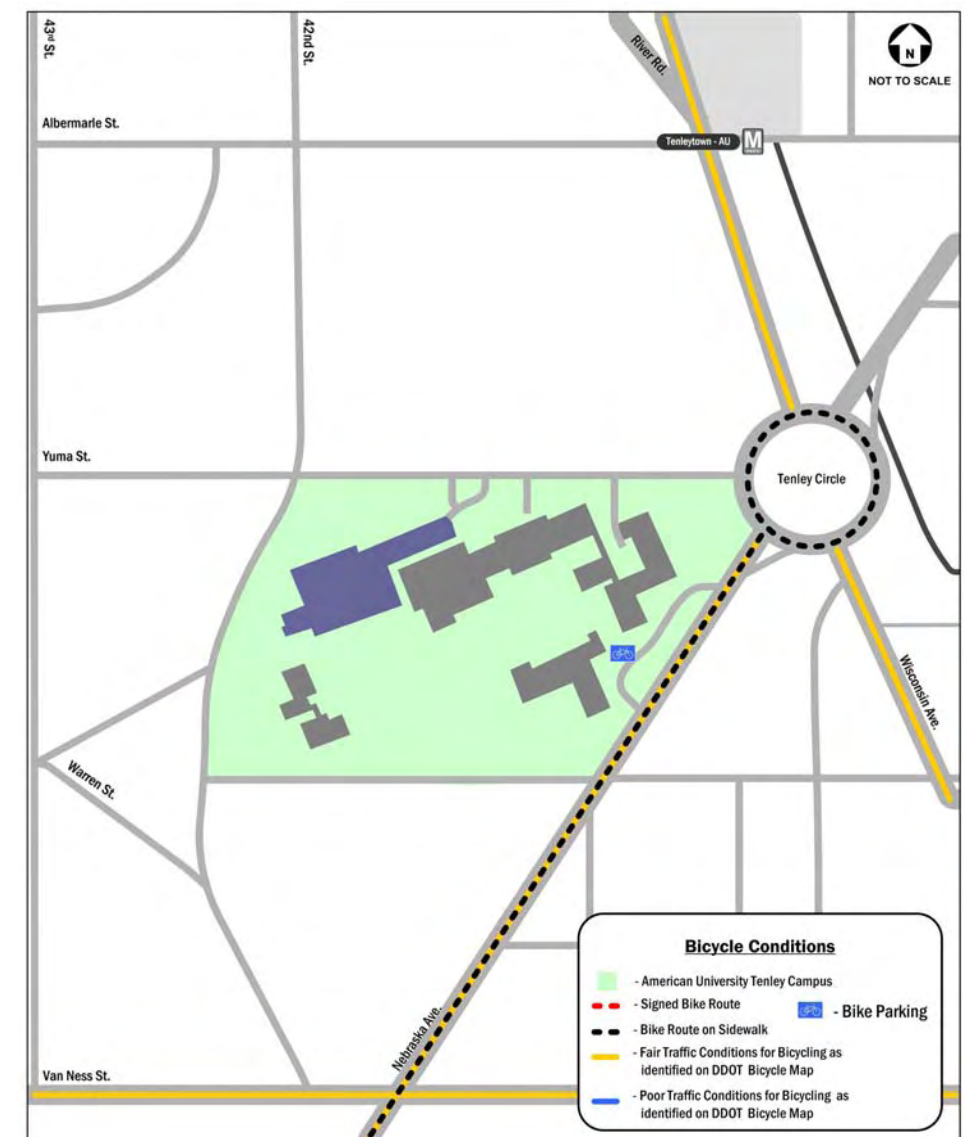 43rd St.
42nd St.
River Rd.
N
NOT TO SCALE
Albermarle St.
Tenleytown - AU
M
Yuma St.
Tenley Circle
Wisconsin Ave.
Warren St.
Nebraska Ave.
Van Ness St.
Bicycle Conditions
- American University Tenley Campus
- Signed Bike Route
- Bike Parking
- Bike Route on Sidewalk
- Fair Traffic Conditions for Bicycling as
identified on DDOT Bicycle Map
- Poor Traffic Conditions for Bicycling as
identified on DDOT Bicycle Map